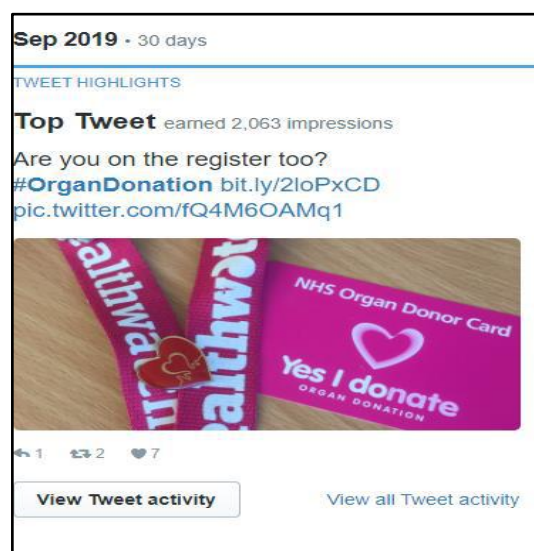 Sep 2019 · 30 days
TWEET HIGHLIGHTS
Top Tweet earned 2,063 impressions
Are you on the register too?
#OrganDonation bit.ly/2loPxCD
pic.twitter.com/fQ4M6OAMq1
ealthwa
althwat
NHS Organ Donor Card
Yes I donate
ORGAN DONATION
1 2 7
View Tweet activity View all Tweet activity